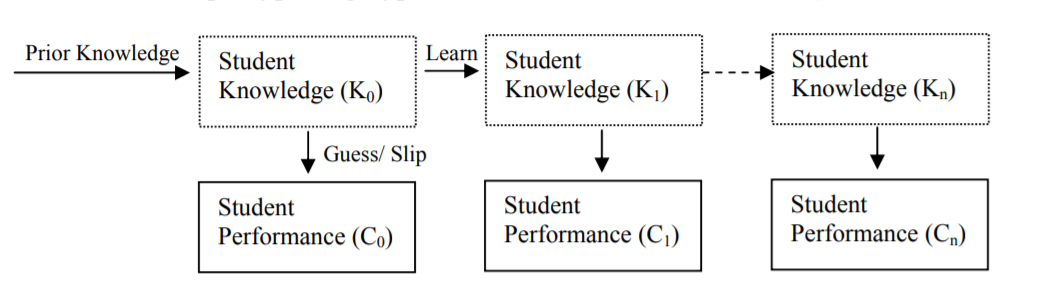 Prior Knowledge
Student
Knowledge (K₀)
Learn
Student
Knowledge (K₁)
Student
Knowledge (Kₙ)
Guess/ Slip
Student
Performance (C₀)
Student
Performance (C₁)
Student
Performance (Cₙ)